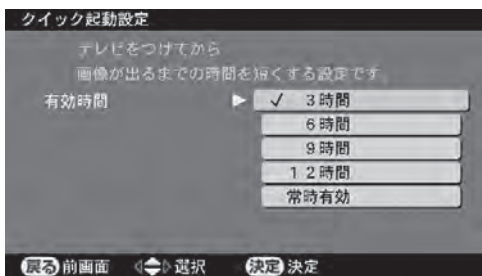 クイック起動設定
テレビをつけてから
画像が出るまでの時間を短くする設定です
有効時間
✓ 3時間
6時間
9時間
12時間
常時有効
戻る 前画面 選択 決定 決定